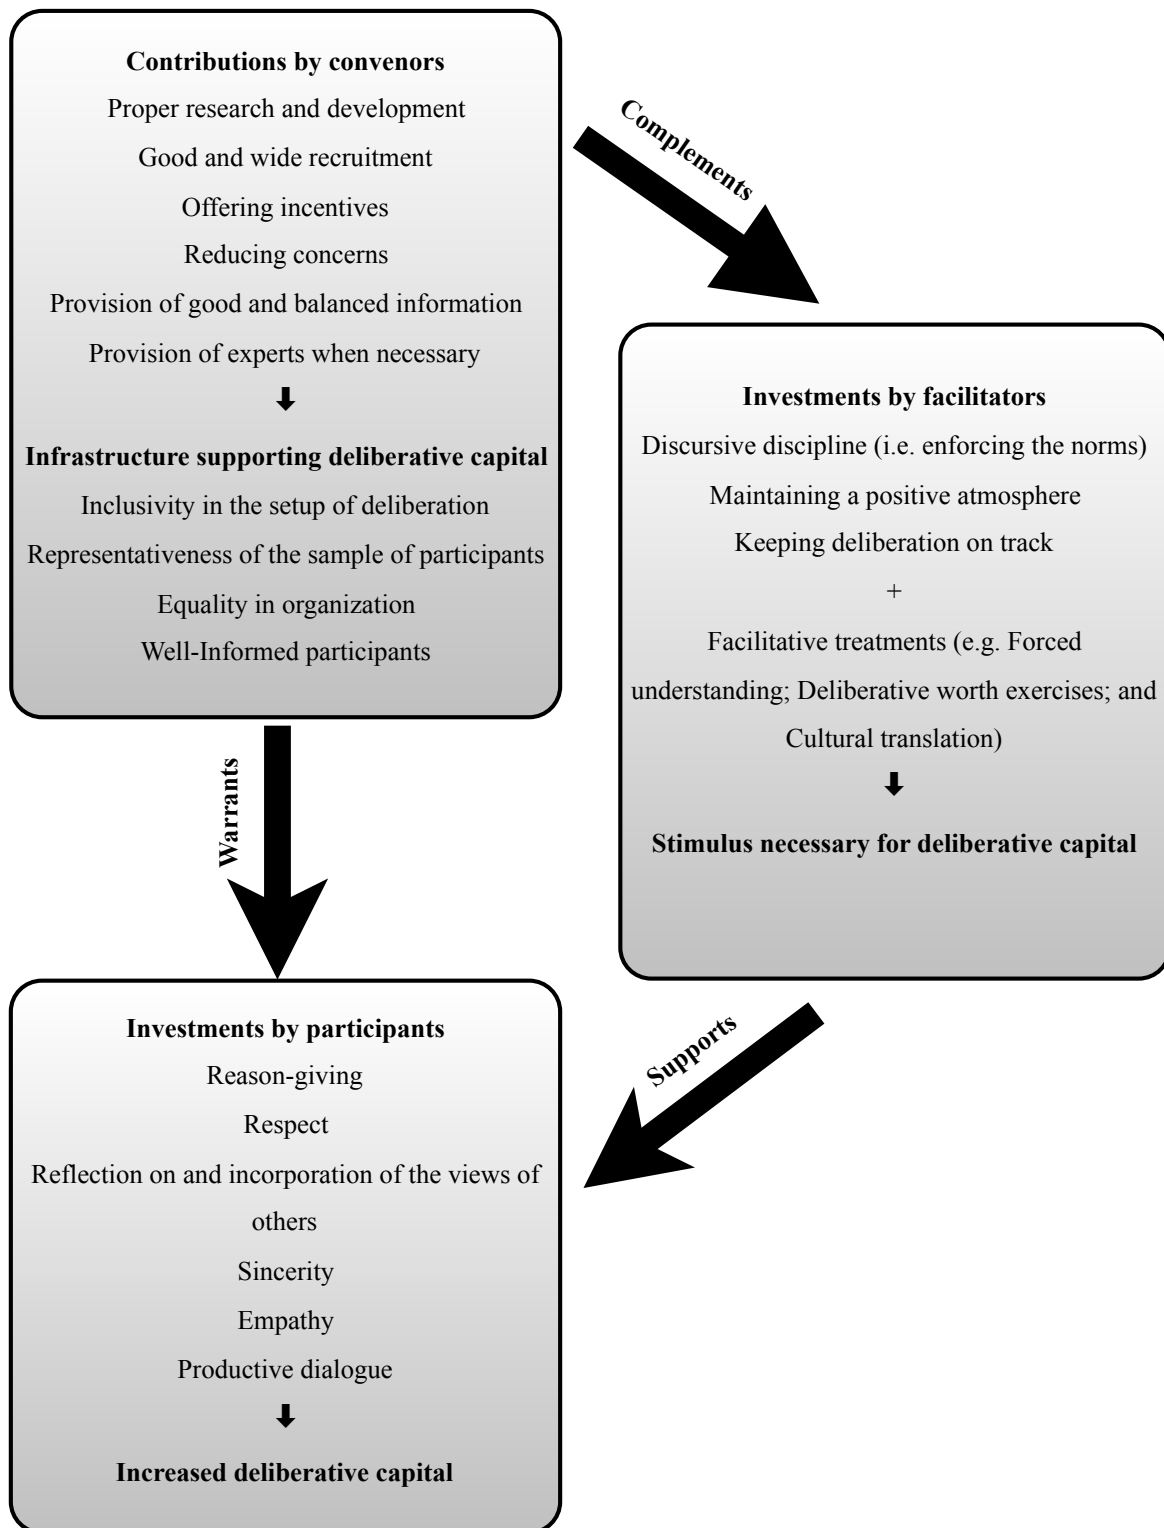 Contributions by convenors
Proper research and development
Good and wide recruitment
Offering incentives
Reducing concerns
Provision of good and balanced information
Provision of experts when necessary
Infrastructure supporting deliberative capital
Inclusivity in the setup of deliberation
Representativeness of the sample of participants
Equality in organization
Well-Informed participants
Complements
Investments by facilitators
Discursive discipline (i.e. enforcing the norms)
Maintaining a positive atmosphere
Keeping deliberation on track
+
Facilitative treatments (e.g. Forced
understanding; Deliberative worth exercises; and
Cultural translation)
Stimulus necessary for deliberative capital
Warrants
Supports
Investments by participants
Reason-giving
Respect
Reflection on and incorporation of the views of
others
Sincerity
Empathy
Productive dialogue
Increased deliberative capital